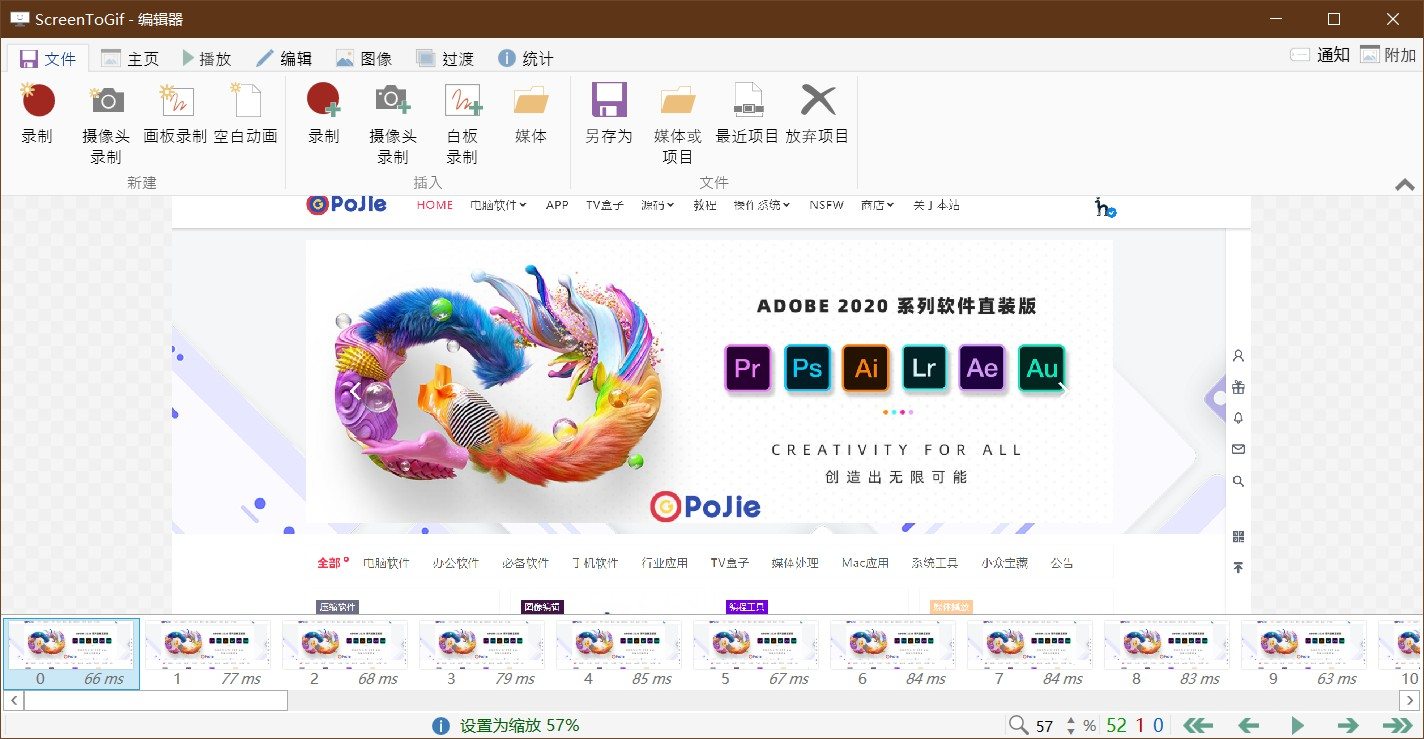 ScreenToGif - 编辑器
文件 主页 播放 编辑 图像 过渡 统计 通知 附加
录制 摄像头录制 画板录制 空白动画 录制 摄像头录制 白板录制 媒体 另存为 媒体或项目 最近项目 放弃项目
新建 插入 文件
GPoJie HOME 电脑软件 APP TV盒子 源码 教程 操作系统 NSFW 商店 关于本站
ADOBE 2020 系列软件直装版
Pr Ps Ai Lr Ae Au
CREATIVITY FOR ALL
创造出无限可能
GPoJie
全部 电脑软件 办公软件 必备软件 手机软件 行业应用 TV盒子 媒体处理 Mac应用 系统工具 小众宝藏 公告
压缩软件 图像编辑 编程工具 媒体播放
0 66 ms 1 77 ms 2 68 ms 3 79 ms 4 85 ms 5 67 ms 6 84 ms 7 84 ms 8 83 ms 9 63 ms 10
设置为缩放 57% 57 % 52 1 0